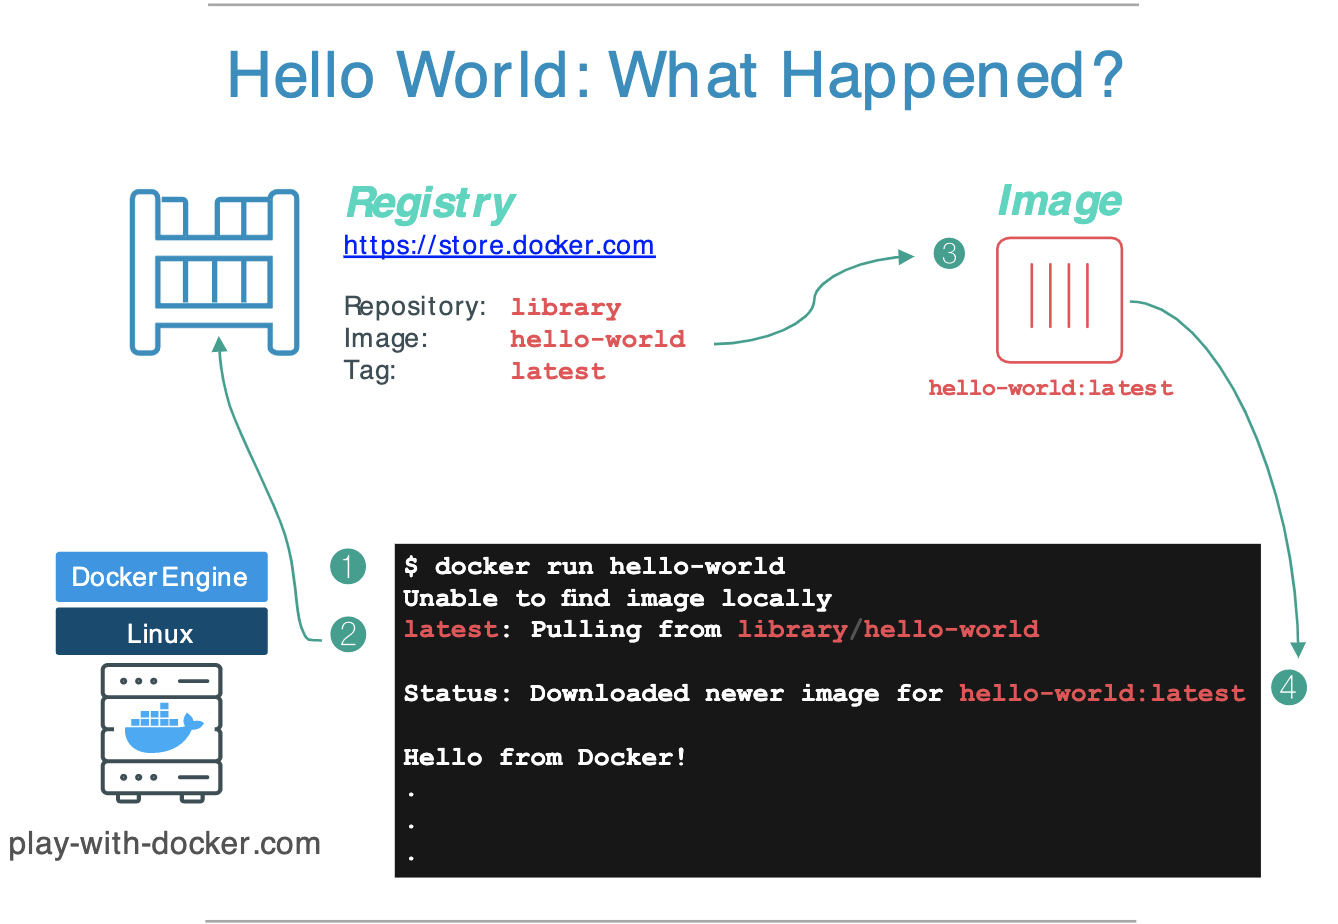 Hello World: What Happened?
Registry
https://store.docker.com
Repository: library
Image: hello-world
Tag: latest
Image
③
hello-world:latest
Docker Engine
Linux
play-with-docker.com
①
②
$ docker run hello-world
Unable to find image locally
latest: Pulling from library/hello-world
Status: Downloaded newer image for hello-world:latest
④
Hello from Docker!
.
.
.